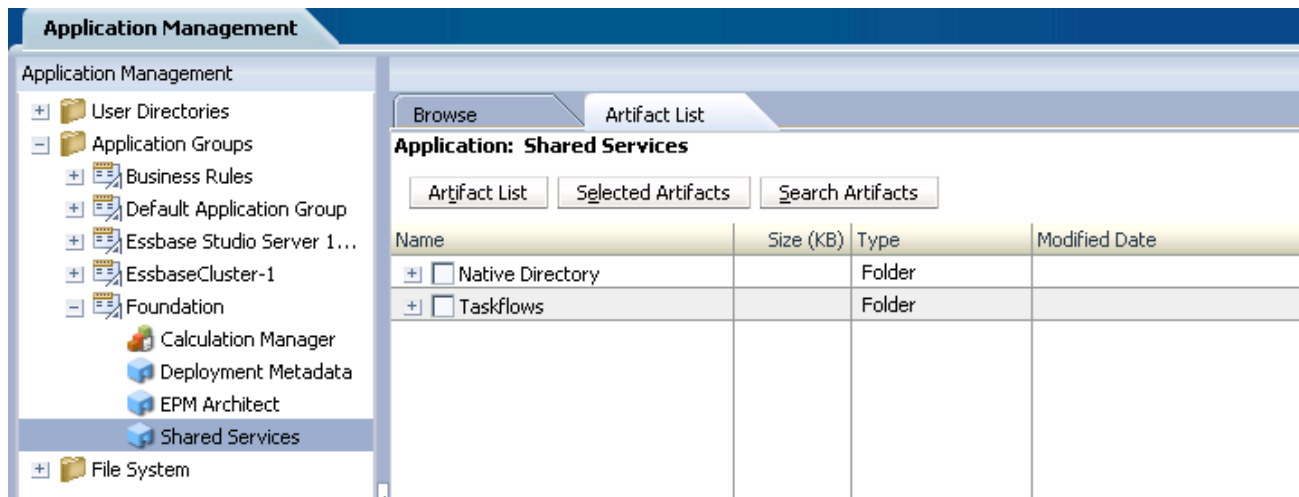 Application Management
Application Management
User Directories
Application Groups
Business Rules
Default Application Group
Essbase Studio Server 1...
EssbaseCluster-1
Foundation
Calculation Manager
Deployment Metadata
EPM Architect
Shared Services
File System
Browse Artifact List
Application: Shared Services
Artifact List Selected Artifacts Search Artifacts
Name Size (KB) Type Modified Date
Native Directory Folder
Taskflows Folder